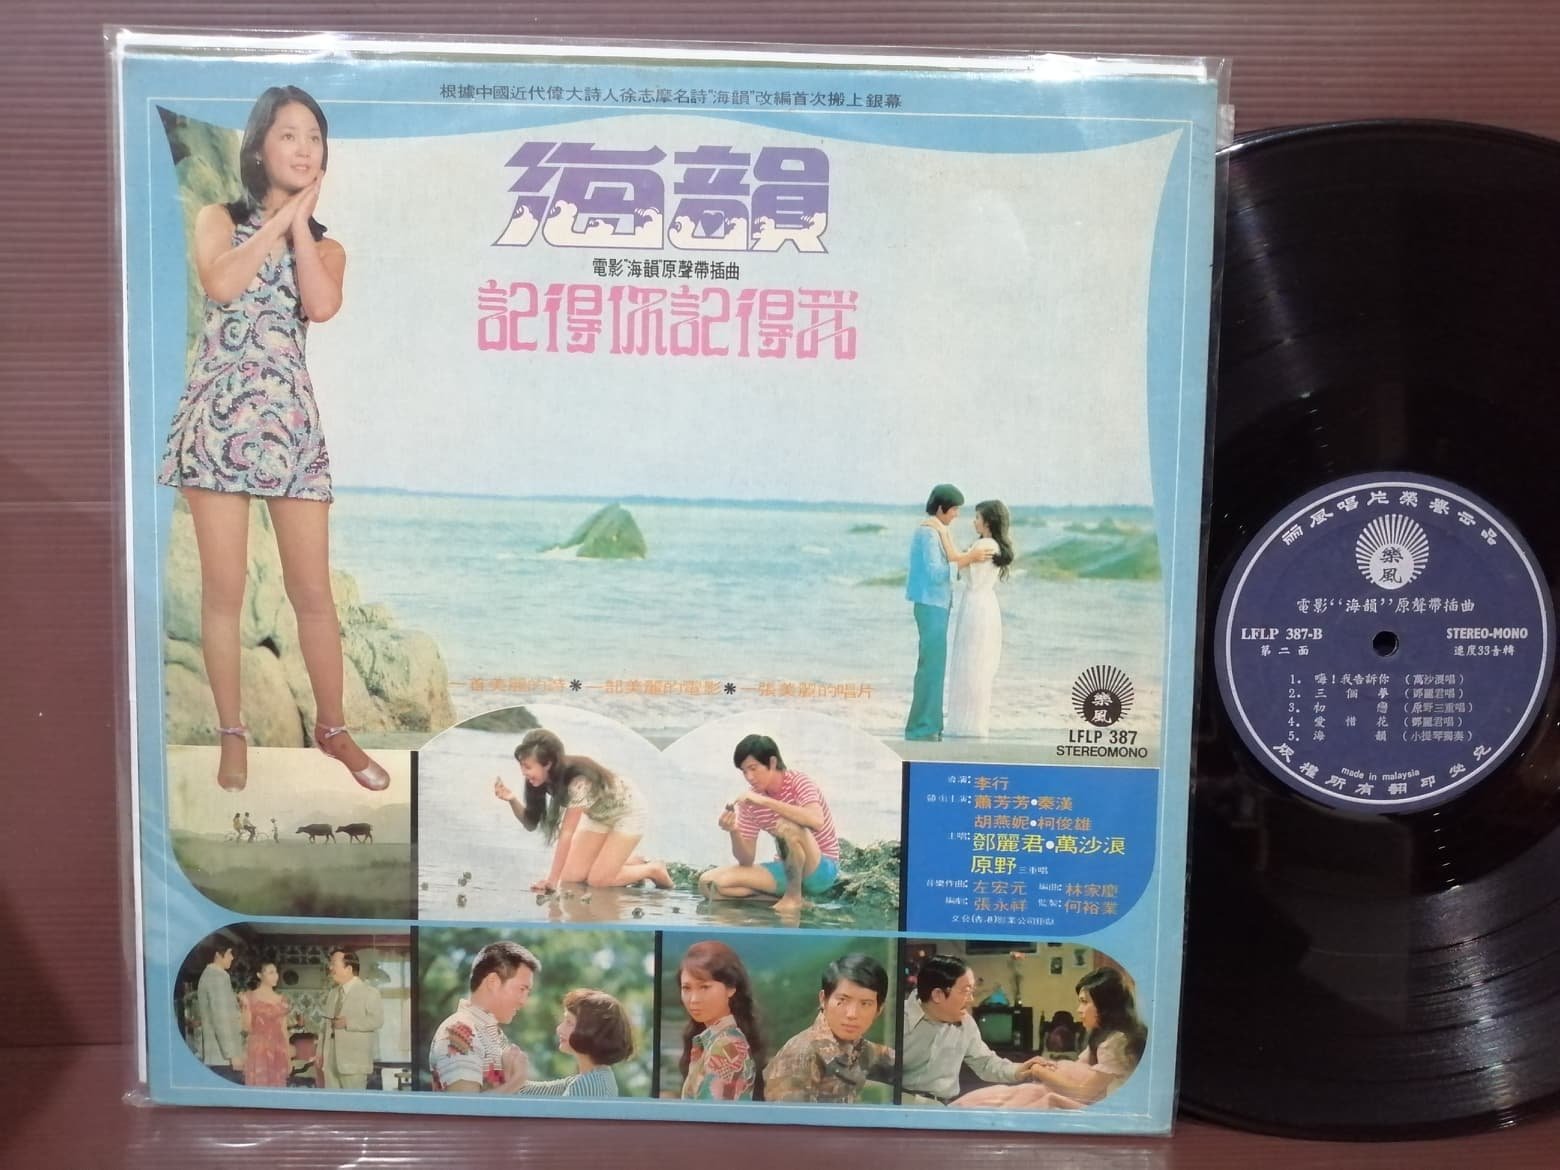 根據中國近代偉大詩人徐志摩名詩"海韻"改編首次搬上銀幕
海韻
電影"海韻"原聲帶插曲
記得你記得我
一首美麗的詩＊一部美麗的電影＊一張美麗的唱片
樂風
LFLP 387
STEREOMONO
導演：李行
領銜主演：蕭芳芳•秦漢
胡燕妮•柯俊雄
主唱：鄧麗君•萬沙浪
原野三重唱
音樂作曲：左宏元 編曲：林家慶
編劇：張永祥 監製：何裕業
麗風唱片榮譽出品
樂風
電影“海韻”原聲帶插曲
LFLP 387-B
STEREO-MONO
第二面
速度33音轉
1. 嗨！我告訴你（萬沙浪唱）
2. 三個夢（鄧麗君唱）
3. 初戀（原野三重唱）
4. 愛惜花（鄧麗君唱）
5. 海韻（小提琴獨奏）
made in malaysia
版權所有翻印必究